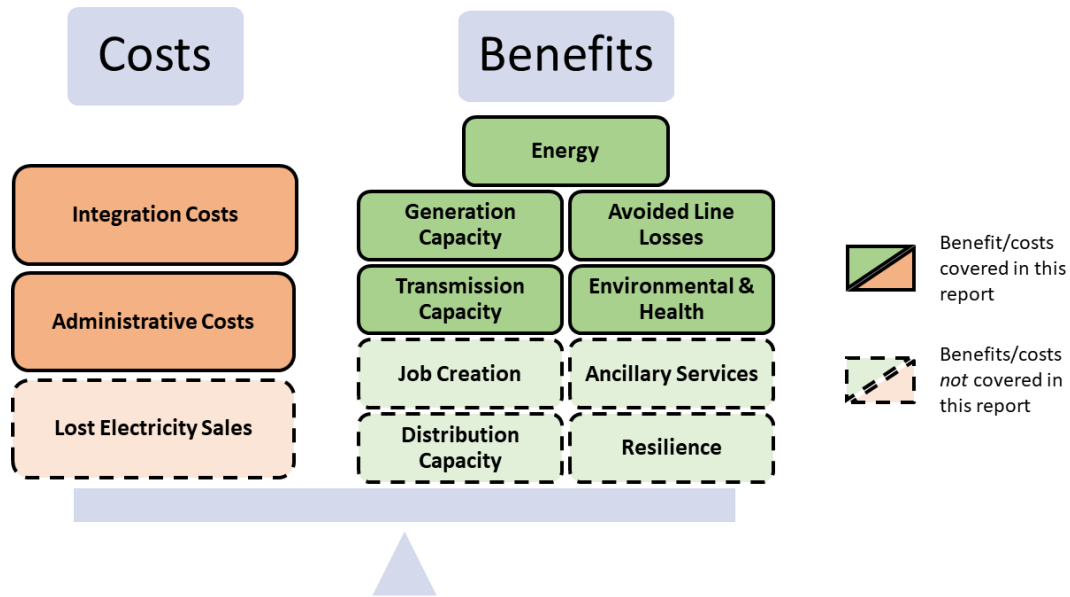 Costs
Benefits
Energy
Integration Costs
Generation
Capacity
Avoided Line
Losses
Administrative Costs
Transmission
Capacity
Environmental &
Health
Lost Electricity Sales
Job Creation
Ancillary Services
Distribution
Capacity
Resilience
Benefit/costs
covered in this
report
Benefits/costs
not covered in
this report